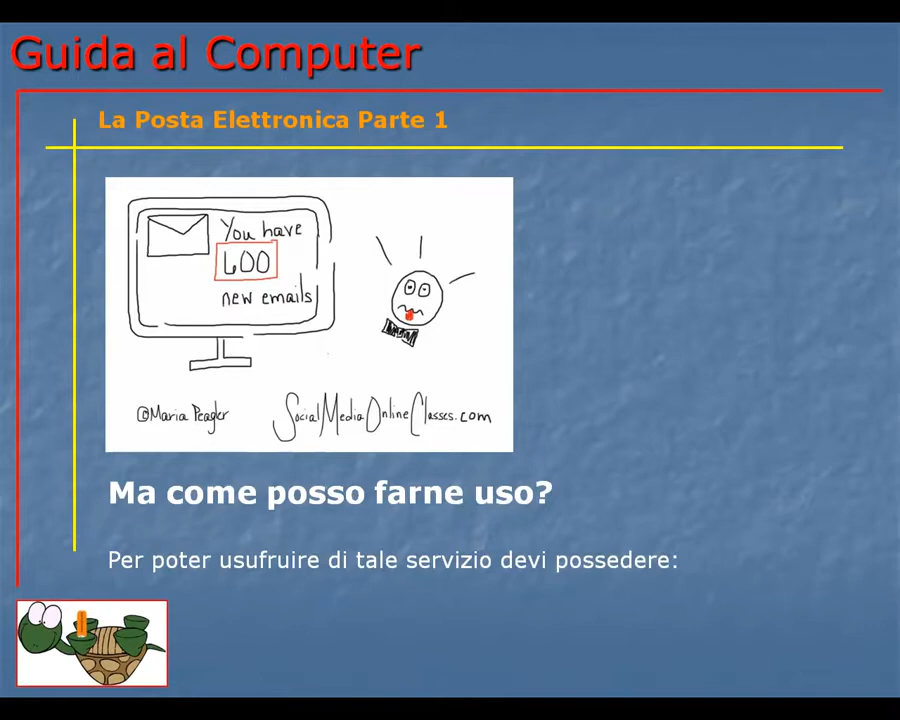 Guida al Computer
La Posta Elettronica Parte 1
You have
600
new emails
@Maria Peagler
SocialMediaOnlineClasses.com
Ma come posso farne uso?
Per poter usufruire di tale servizio devi possedere: